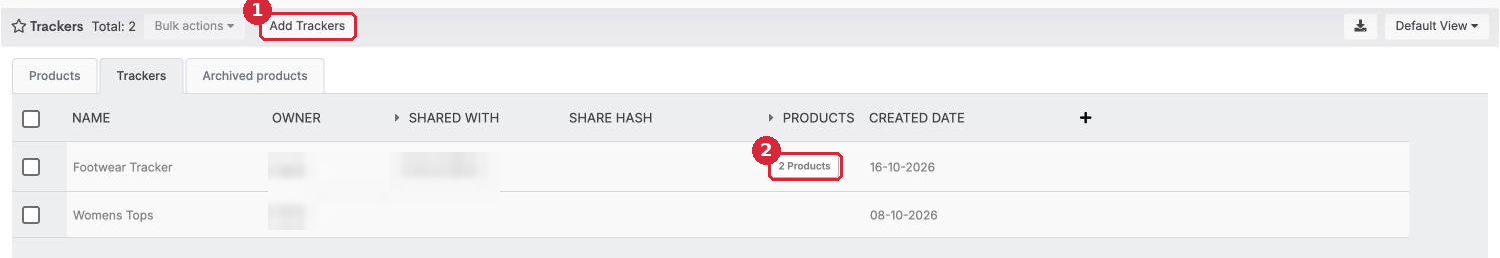 1
Trackers Total: 2 Bulk actions Add Trackers Default View
Products Trackers Archived products
NAME OWNER SHARED WITH SHARE HASH PRODUCTS CREATED DATE +
2
Footwear Tracker 2 Products 16-10-2026
Womens Tops 08-10-2026